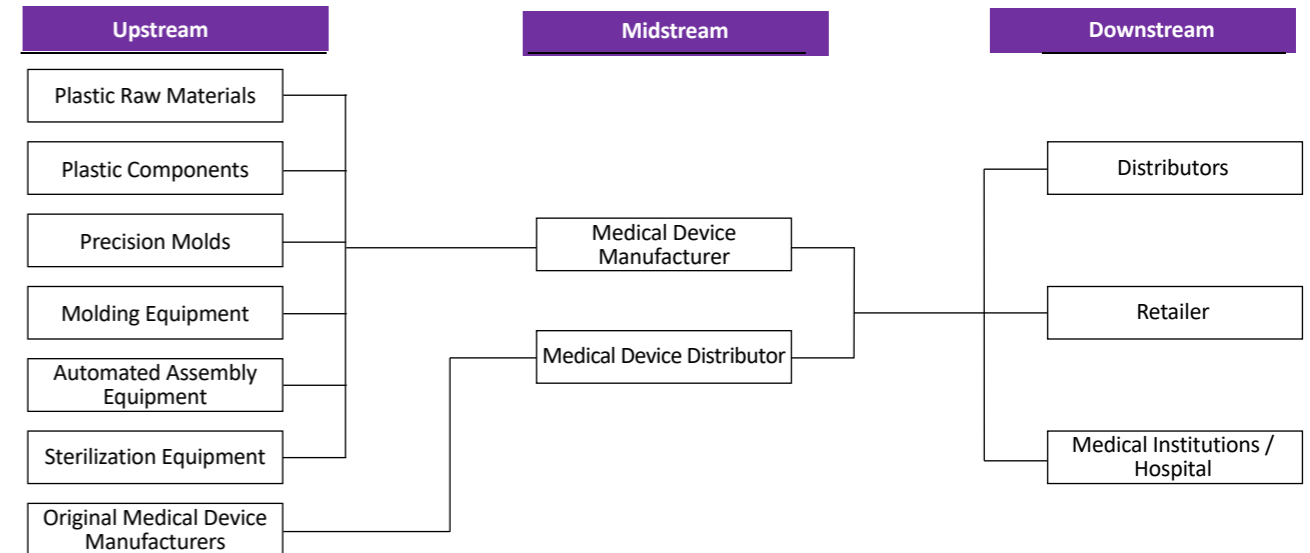 Upstream
Midstream
Downstream
Plastic Raw Materials
Plastic Components
Precision Molds
Molding Equipment
Automated Assembly
Equipment
Sterilization Equipment
Original Medical Device
Manufacturers
Medical Device
Manufacturer
Medical Device Distributor
Distributors
Retailer
Medical Institutions /
Hospital